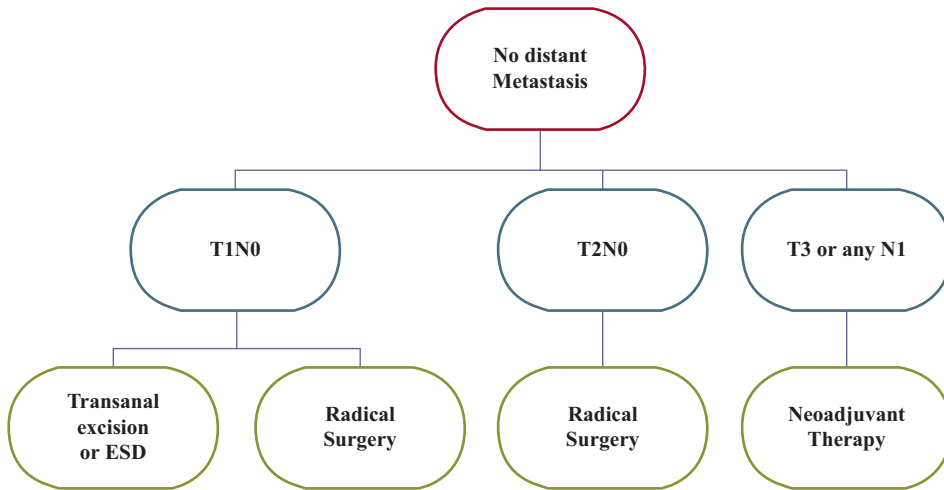 No distant
Metastasis
T1N0
T2N0
T3 or any N1
Transanal
excision
or ESD
Radical
Surgery
Radical
Surgery
Neoadjuvant
Therapy